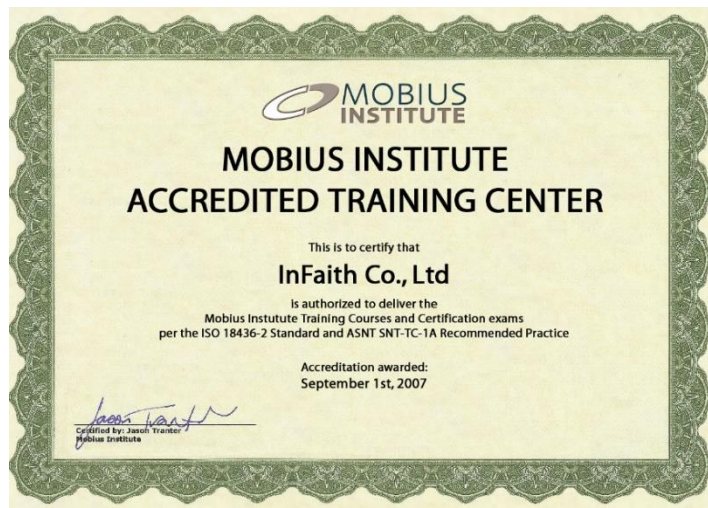 MOBIUS
INSTITUTE
MOBIUS INSTITUTE
ACCREDITED TRAINING CENTER
This is to certify that
InFaith Co., Ltd
is authorized to deliver the
Mobius Instutute Training Courses and Certification exams
per the ISO 18436-2 Standard and ASNT SNT-TC-1A Recommended Practice
Accreditation awarded:
September 1st, 2007
Jason Tranter
Certified by: Jason Tranter
Mobius Institute